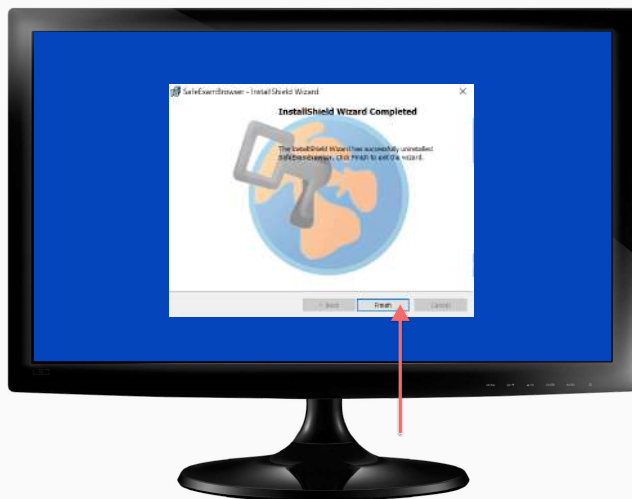 SafeExamBrowser - InstallShield Wizard
InstallShield Wizard Completed
The InstallShield Wizard has successfully uninstalled
SafeExamBrowser. Click Finish to exit the wizard.
< Back Finish Cancel
LED